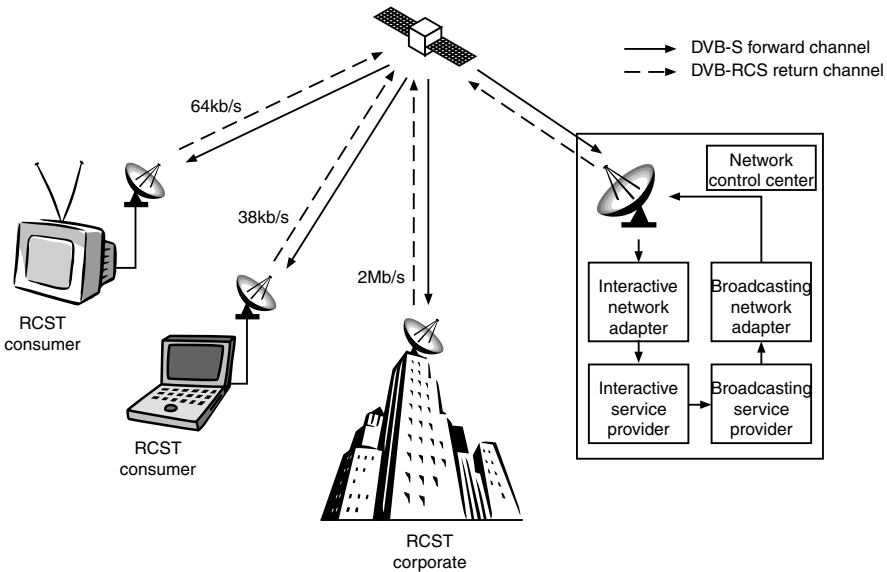 DVB-S forward channel
DVB-RCS return channel
64kb/s
38kb/s
2Mb/s
Network
control center
Interactive
network
adapter
Broadcasting
network
adapter
Interactive
service
provider
Broadcasting
service
provider
RCST
consumer
RCST
consumer
RCST
corporate